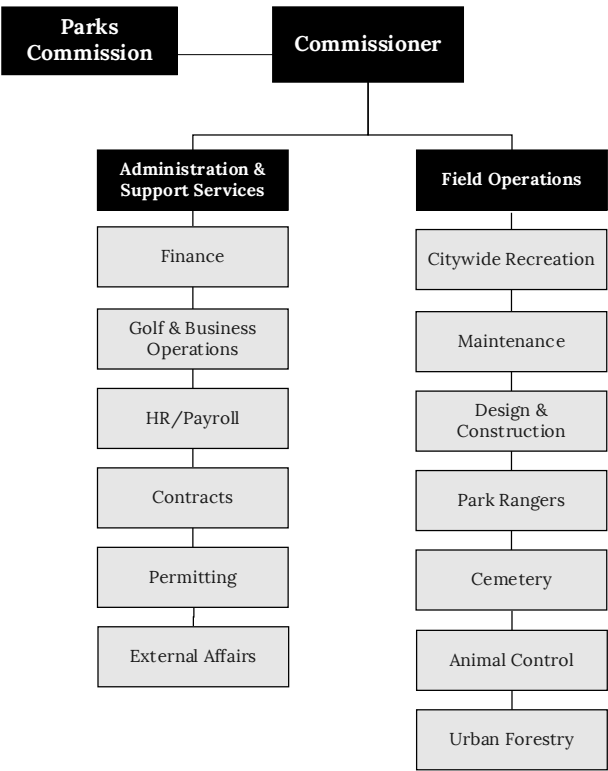 Parks
Commission
Commissioner
Administration &
Support Services
Finance
Golf & Business
Operations
HR/Payroll
Contracts
Permitting
External Affairs
Field Operations
Citywide Recreation
Maintenance
Design &
Construction
Park Rangers
Cemetery
Animal Control
Urban Forestry